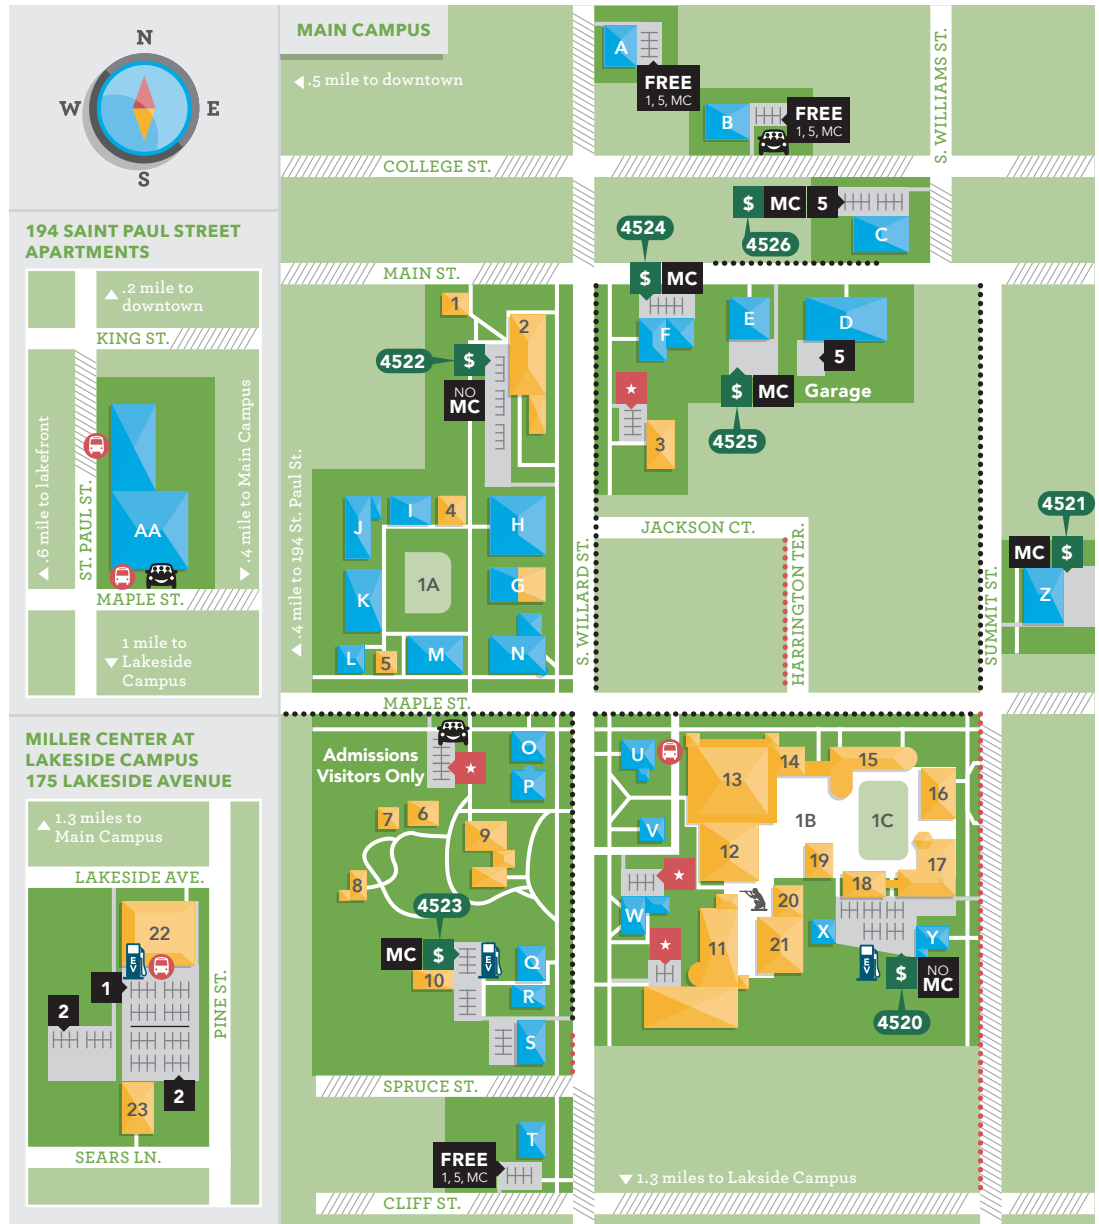 N
W
E
S
194 SAINT PAUL STREET
APARTMENTS
.2 mile to
downtown
KING ST.
.6 mile to lakefront
ST. PAUL ST.
.4 mile to Main Campus
AA
MAPLE ST.
1 mile to
Lakeside
Campus
MILLER CENTER AT
LAKESIDE CAMPUS
175 LAKESIDE AVENUE
1.3 miles to
Main Campus
LAKESIDE AVE.
22
EV
1
2
2
23
PINE ST.
SEARS LN.
MAIN CAMPUS
.5 mile to downtown
A
FREE
1, 5, MC
B
FREE
1, 5, MC
S. WILLIAMS ST.
COLLEGE ST.
$ MC 5
4526
C
4524
$ MC
MAIN ST.
1
2
4522
$
NO
MC
F
E
D
5
Garage
$ MC
4525
3
.4 mile to 194 St. Paul St.
J
I
4
H
K
1A
G
L
5
M
N
S. WILLARD ST.
JACKSON CT.
HARRINGTON TER.
SUMMIT ST.
4521
MC $
Z
MAPLE ST.
Admissions
Visitors Only
O
P
7
6
9
8
4523
MC $
EV
10
Q
R
S
U
V
W
13
14
15
16
1B
1C
12
19
17
18
20
11
21
X
Y
EV
$
NO
MC
4520
SPRUCE ST.
T
FREE
1, 5, MC
1.3 miles to Lakside Campus
CLIFF ST.